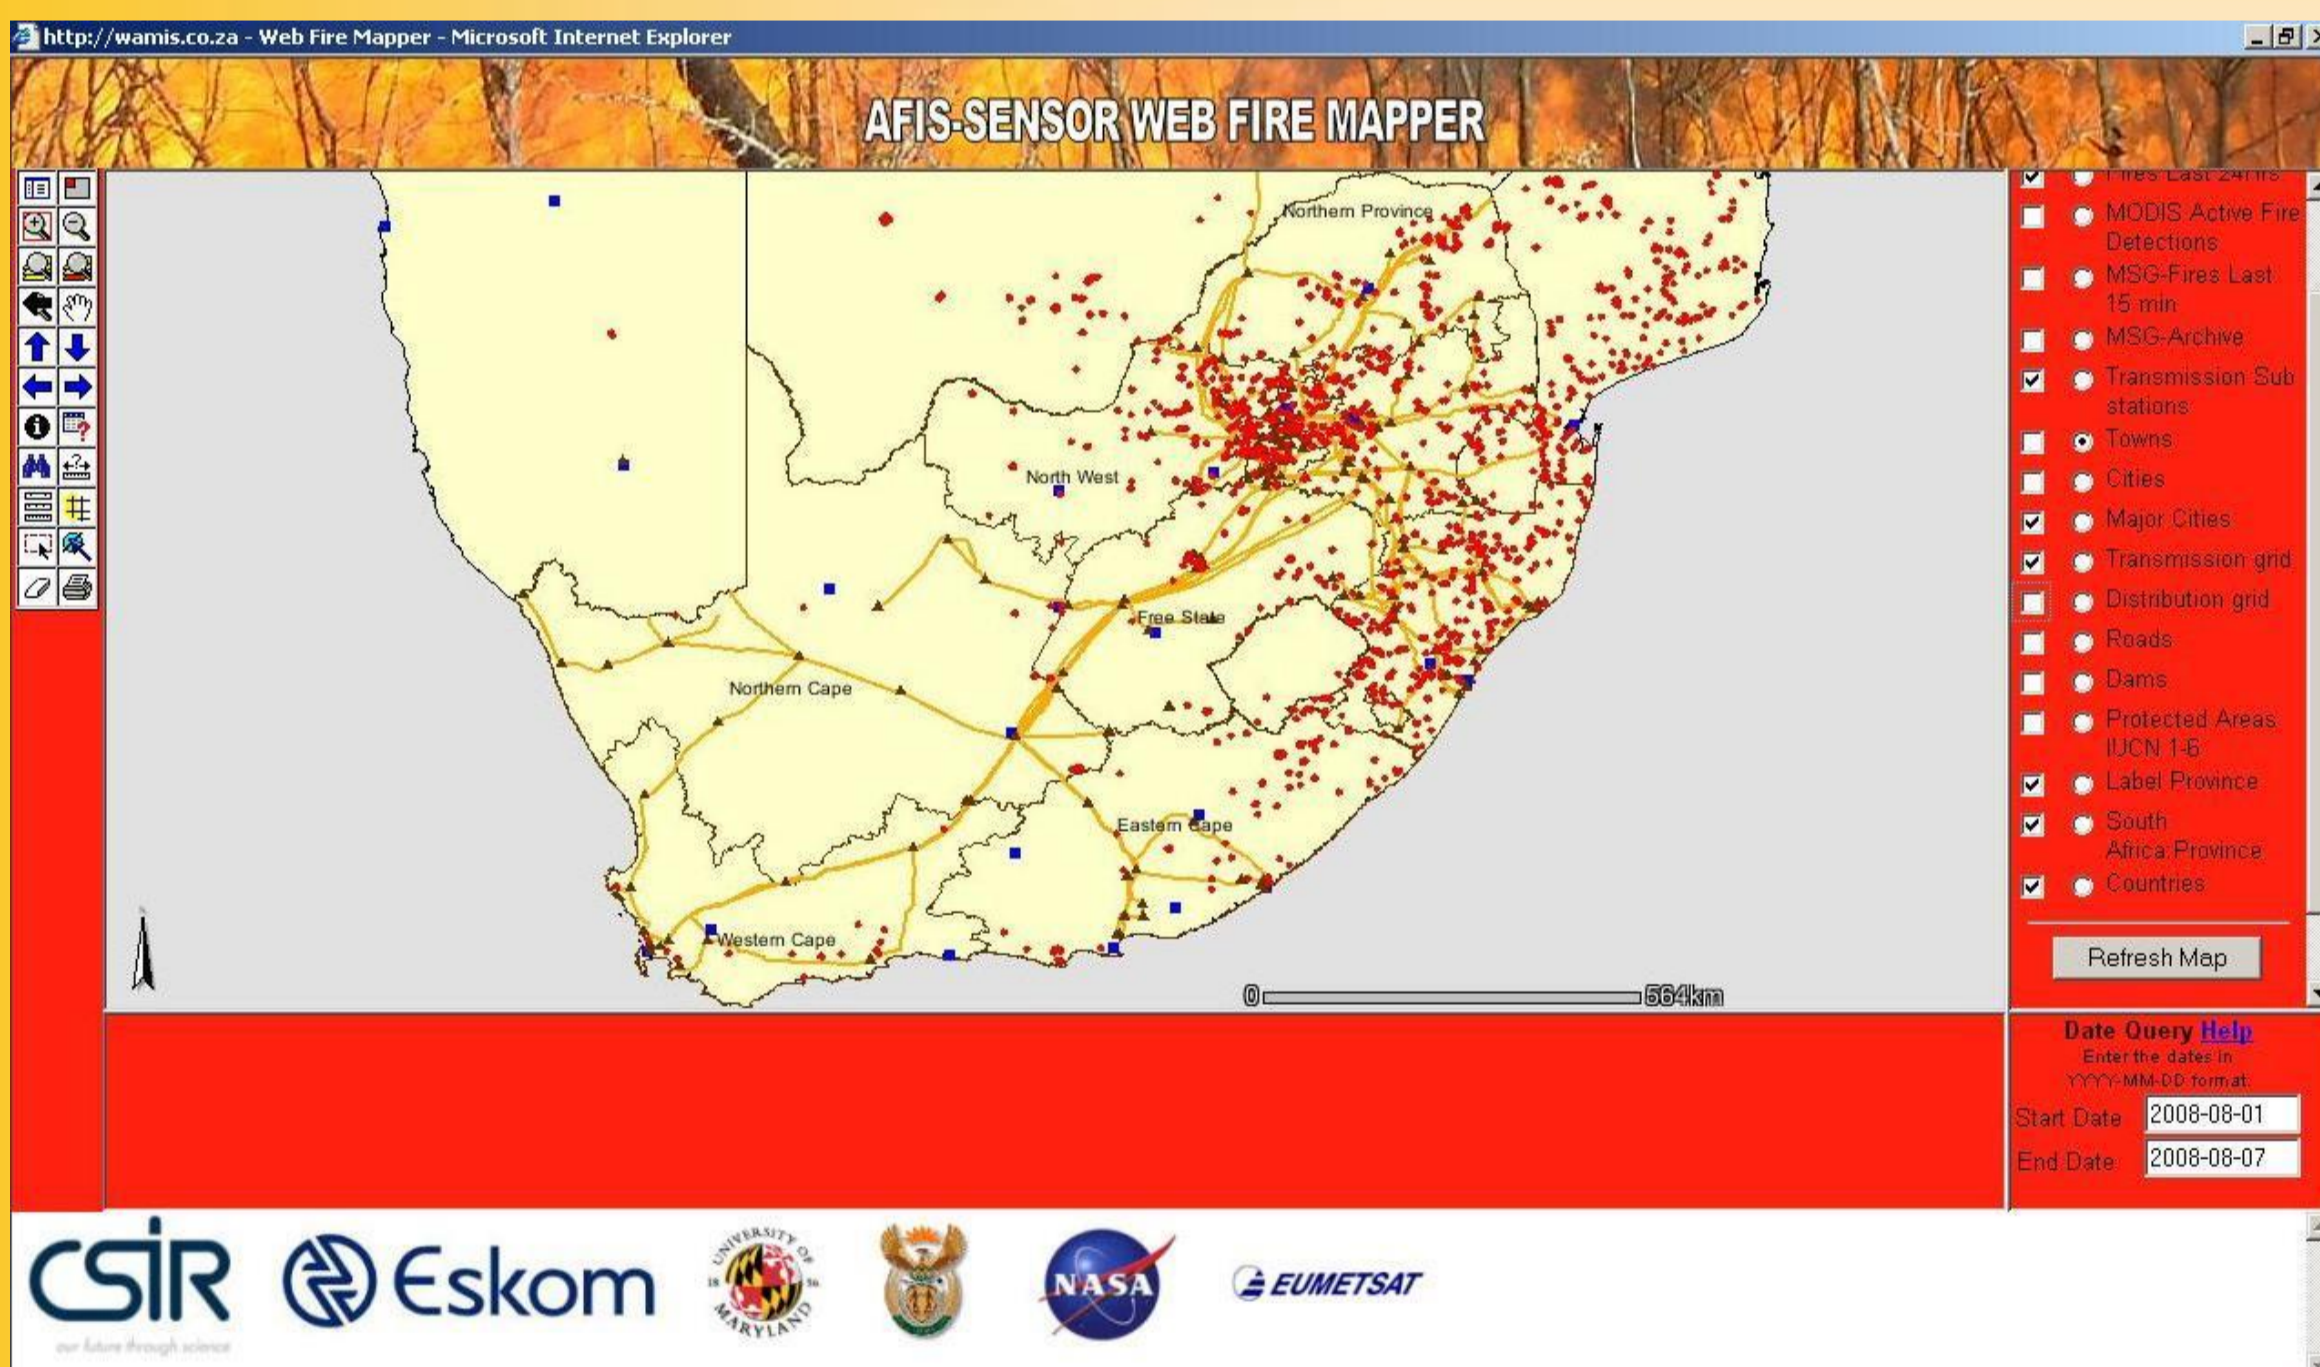 http://wamis.co.za - Web Fire Mapper - Microsoft Internet Explorer
AFIS-SENSOR WEB FIRE MAPPER
Northern Province
North West
Free State
Northern Cape
Eastern Cape
Western Cape
0
564km
Fires Last 24Hrs
MODIS Active Fire
Detections
MSG-Fires Last
15 min
MSG-Archive
Transmission Sub
stations
Towns
Cities
Major Cities
Transmission grid
Distribution grid
Roads
Dams
Protected Areas
IUCN 1-6
Label Province
South
Africa Province
Countries
Refresh Map
Date Query Help
Enter the dates in
YYYY-MM-DD format.
Start Date 2008-08-01
End Date 2008-08-07
CSIR
our future through science
Eskom
UNIVERSITY OF
18 56
MARYLAND
NASA
EUMETSAT